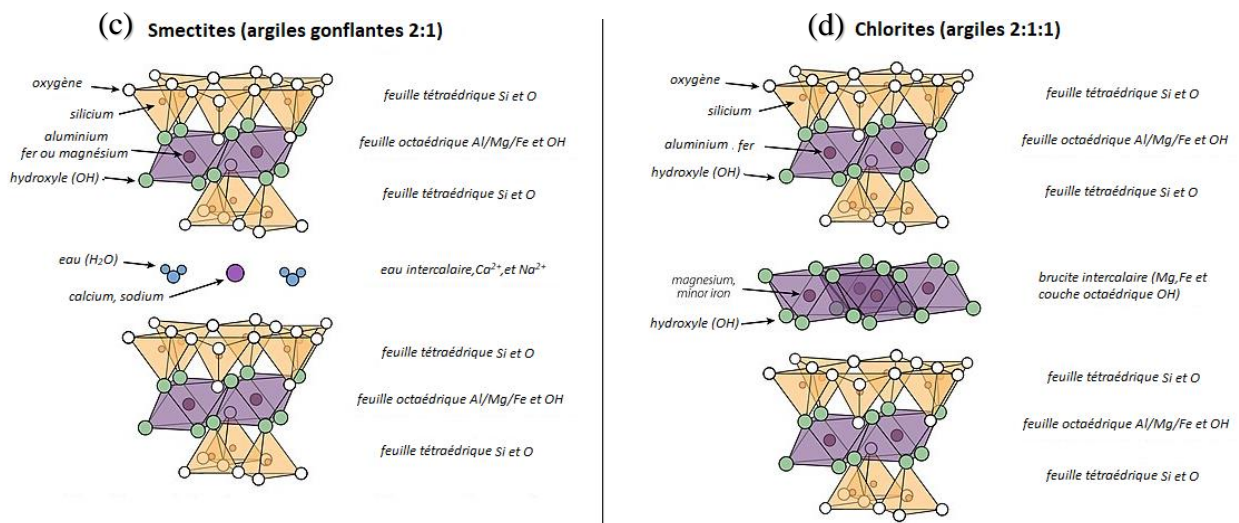 (c) Smectites (argiles gonflantes 2:1)
oxygène
silicium
aluminium
fer ou magnésium
hydroxyle (OH)
feuille tétraédrique Si et O
feuille octaédrique Al/Mg/Fe et OH
feuille tétraédrique Si et O
eau (H₂O)
calcium, sodium
eau intercalaire,Ca²⁺,et Na²⁺
feuille tétraédrique Si et O
feuille octaédrique Al/Mg/Fe et OH
feuille tétraédrique Si et O
(d) Chlorites (argiles 2:1:1)
oxygène
silicium
aluminium . fer
hydroxyle (OH)
feuille tétraédrique Si et O
feuille octaédrique Al/Mg/Fe et OH
feuille tétraédrique Si et O
magnesium,
minor iron
hydroxyle (OH)
brucite intercalaire (Mg,Fe et
couche octaédrique OH)
feuille tétraédrique Si et O
feuille octaédrique Al/Mg/Fe et OH
feuille tétraédrique Si et O